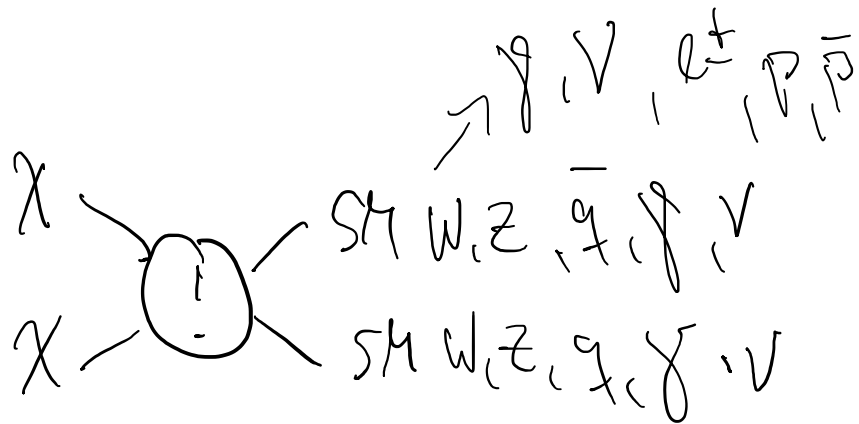 γ, ν, e±, p, p̄
χ
SM W, Z, q̄, γ, ν
!
χ SM W, Z, q, γ, ν